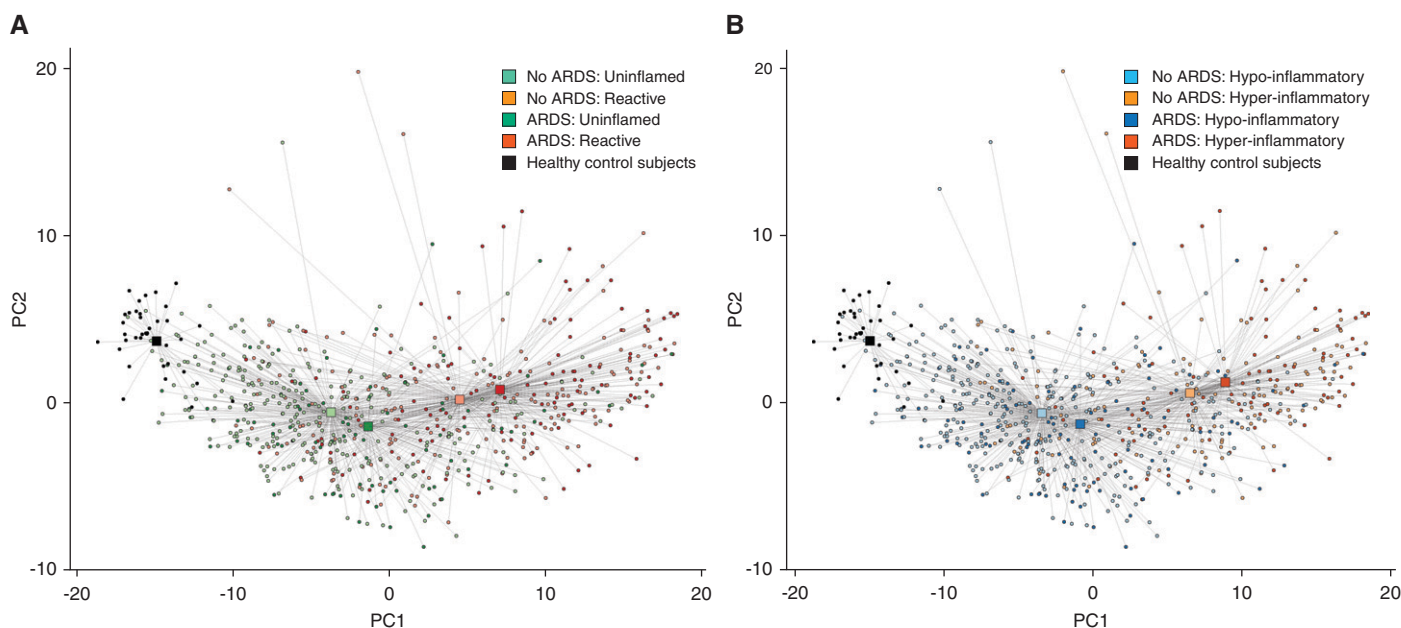 A
20
10
0
-10
-20
-10
0
10
20
PC2
PC1
No ARDS: Uninflamed
No ARDS: Reactive
ARDS: Uninflamed
ARDS: Reactive
Healthy control subjects
B
20
10
0
-10
-20
-10
0
10
20
PC2
PC1
No ARDS: Hypo-inflammatory
No ARDS: Hyper-inflammatory
ARDS: Hypo-inflammatory
ARDS: Hyper-inflammatory
Healthy control subjects